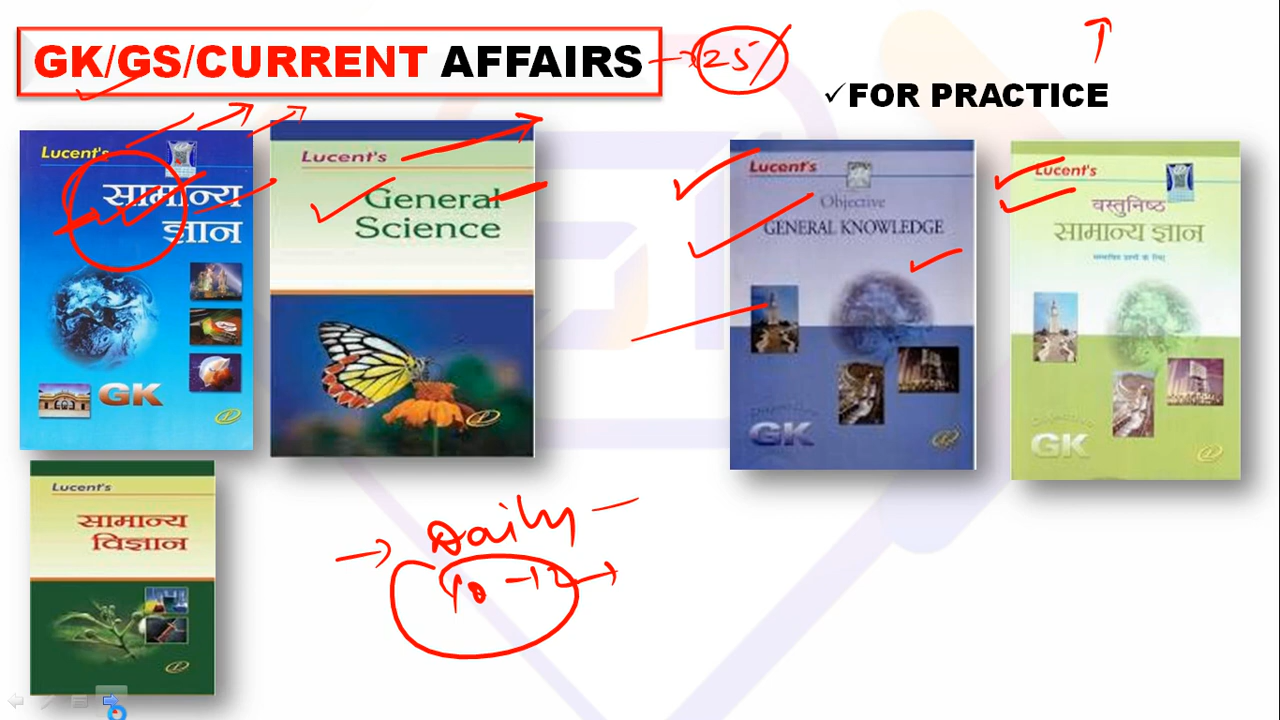 GK/GS/CURRENT AFFAIRS
25
✓FOR PRACTICE
Lucent's
सामान्य
ज्ञान
GK
Lucent's
General
Science
Lucent's
Objective
GENERAL KNOWLEDGE
GK
Lucent's
वस्तुनिष्ठ
सामान्य ज्ञान
GK
Lucent's
सामान्य
विज्ञान
Daily
10-12